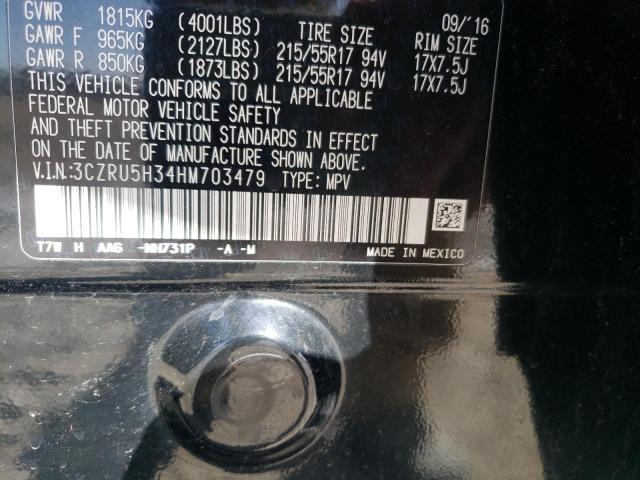 GVWR 1815KG (4001LBS) TIRE SIZE 09/'16
GAWR F 965KG (2127LBS) 215/55R17 94V RIM SIZE 17X7.5J
GAWR R 850KG (1873LBS) 215/55R17 94V 17X7.5J
THIS VEHICLE CONFORMS TO ALL APPLICABLE
FEDERAL MOTOR VEHICLE SAFETY
AND THEFT PREVENTION STANDARDS IN EFFECT
ON THE DATE OF MANUFACTURE SHOWN ABOVE.
V.I.N.:3CZRU5H34HM703479 TYPE: MPV
T7W H AA6 -NH731P -A -M MADE IN MEXICO